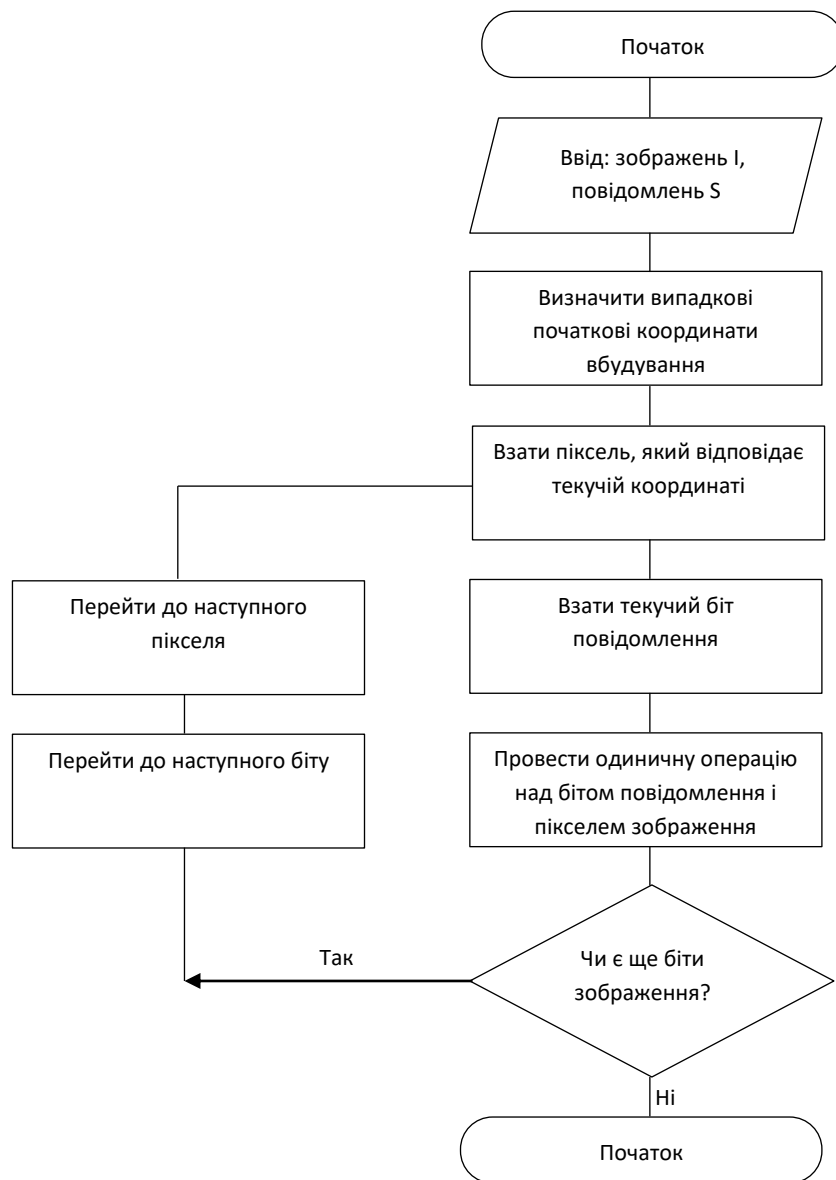 Початок
Ввід: зображень I,
повідомлень S
Визначити випадкові
початкові координати
вбудування
Взати піксель, який відповідає
текучій координаті
Перейти до наступного
пікселя
Взати текучий біт
повідомлення
Перейти до наступного біту
Провести одиничну операцію
над бітом повідомлення і
пікселем зображення
Так
Чи є ще біти
зображення?
Ні
Початок